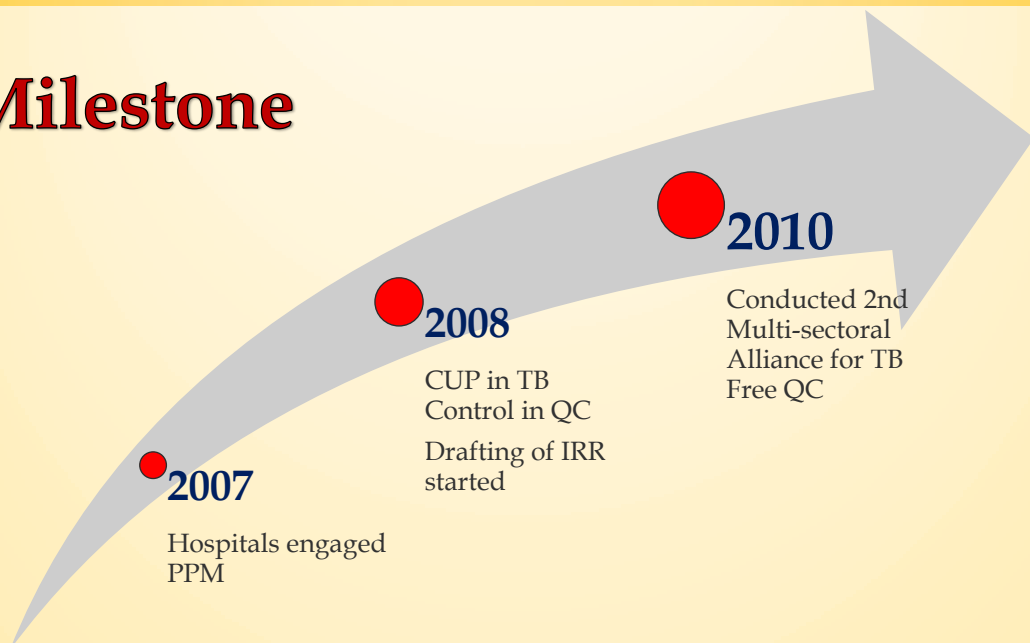 Milestone
2007
Hospitals engaged
PPM
2008
CUP in TB
Control in QC
Drafting of IRR
started
2010
Conducted 2nd
Multi-sectoral
Alliance for TB
Free QC